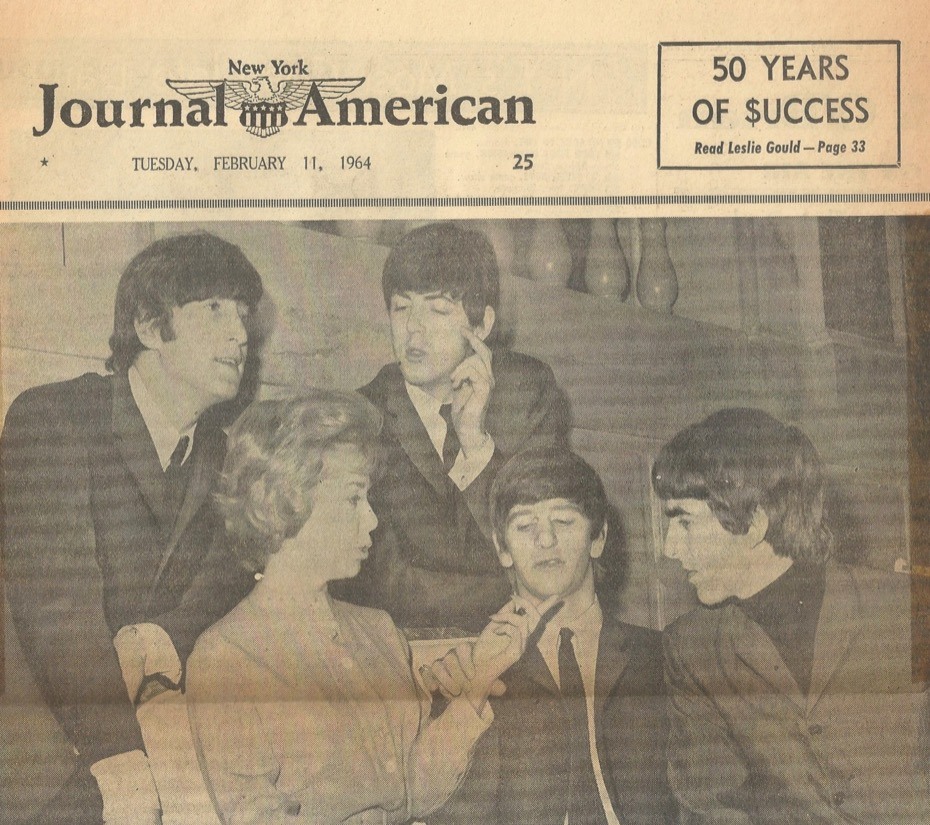 New York
Journal American
★ TUESDAY, FEBRUARY 11, 1964 25
50 YEARS
OF $UCCESS
Read Leslie Gould — Page 33